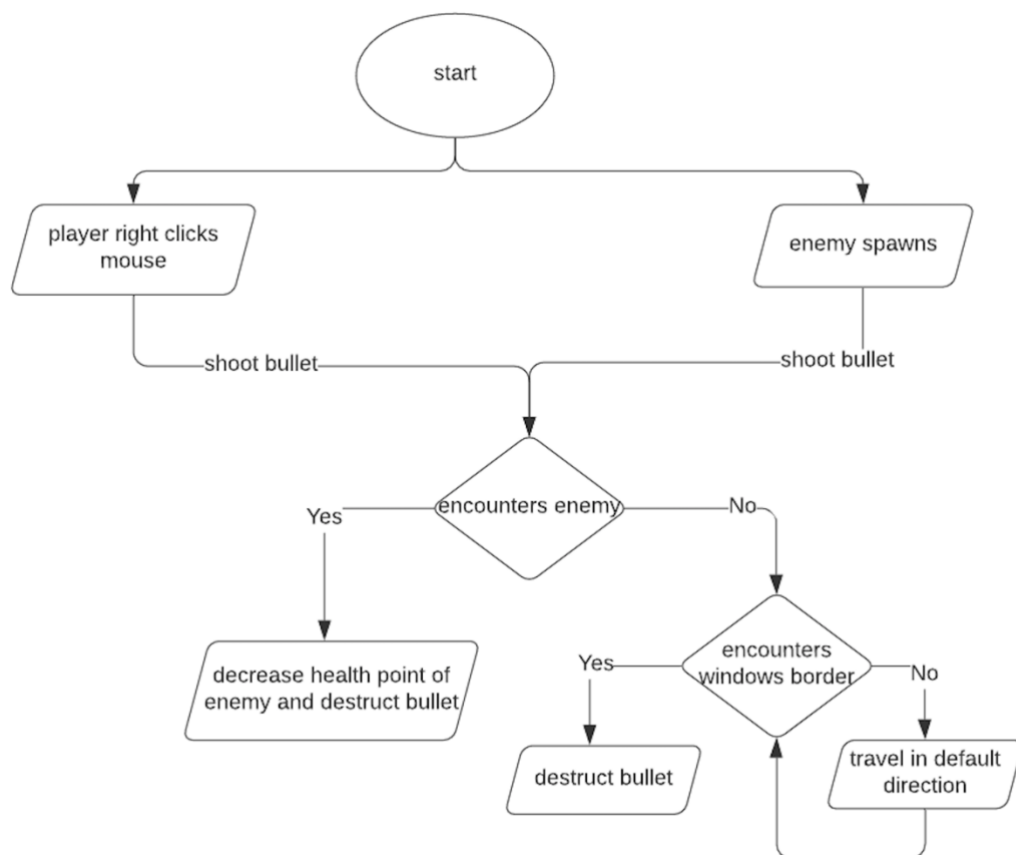 start
player right clicks
mouse
enemy spawns
shoot bullet
shoot bullet
encounters enemy
Yes
No
decrease health point of
enemy and destruct bullet
encounters
windows border
Yes
No
destruct bullet
travel in default
direction